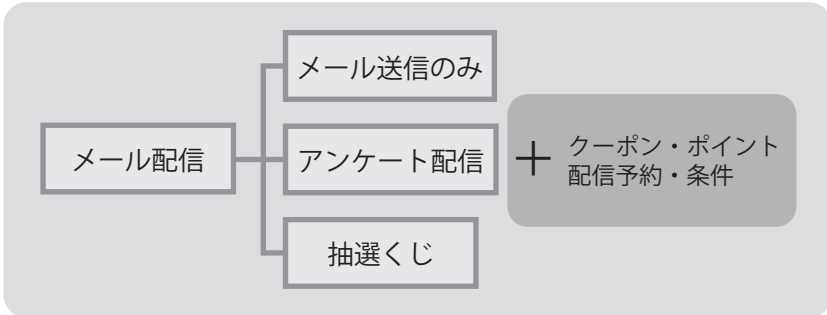 メール配信
メール送信のみ
アンケート配信
抽選くじ
＋
クーポン・ポイント
配信予約・条件